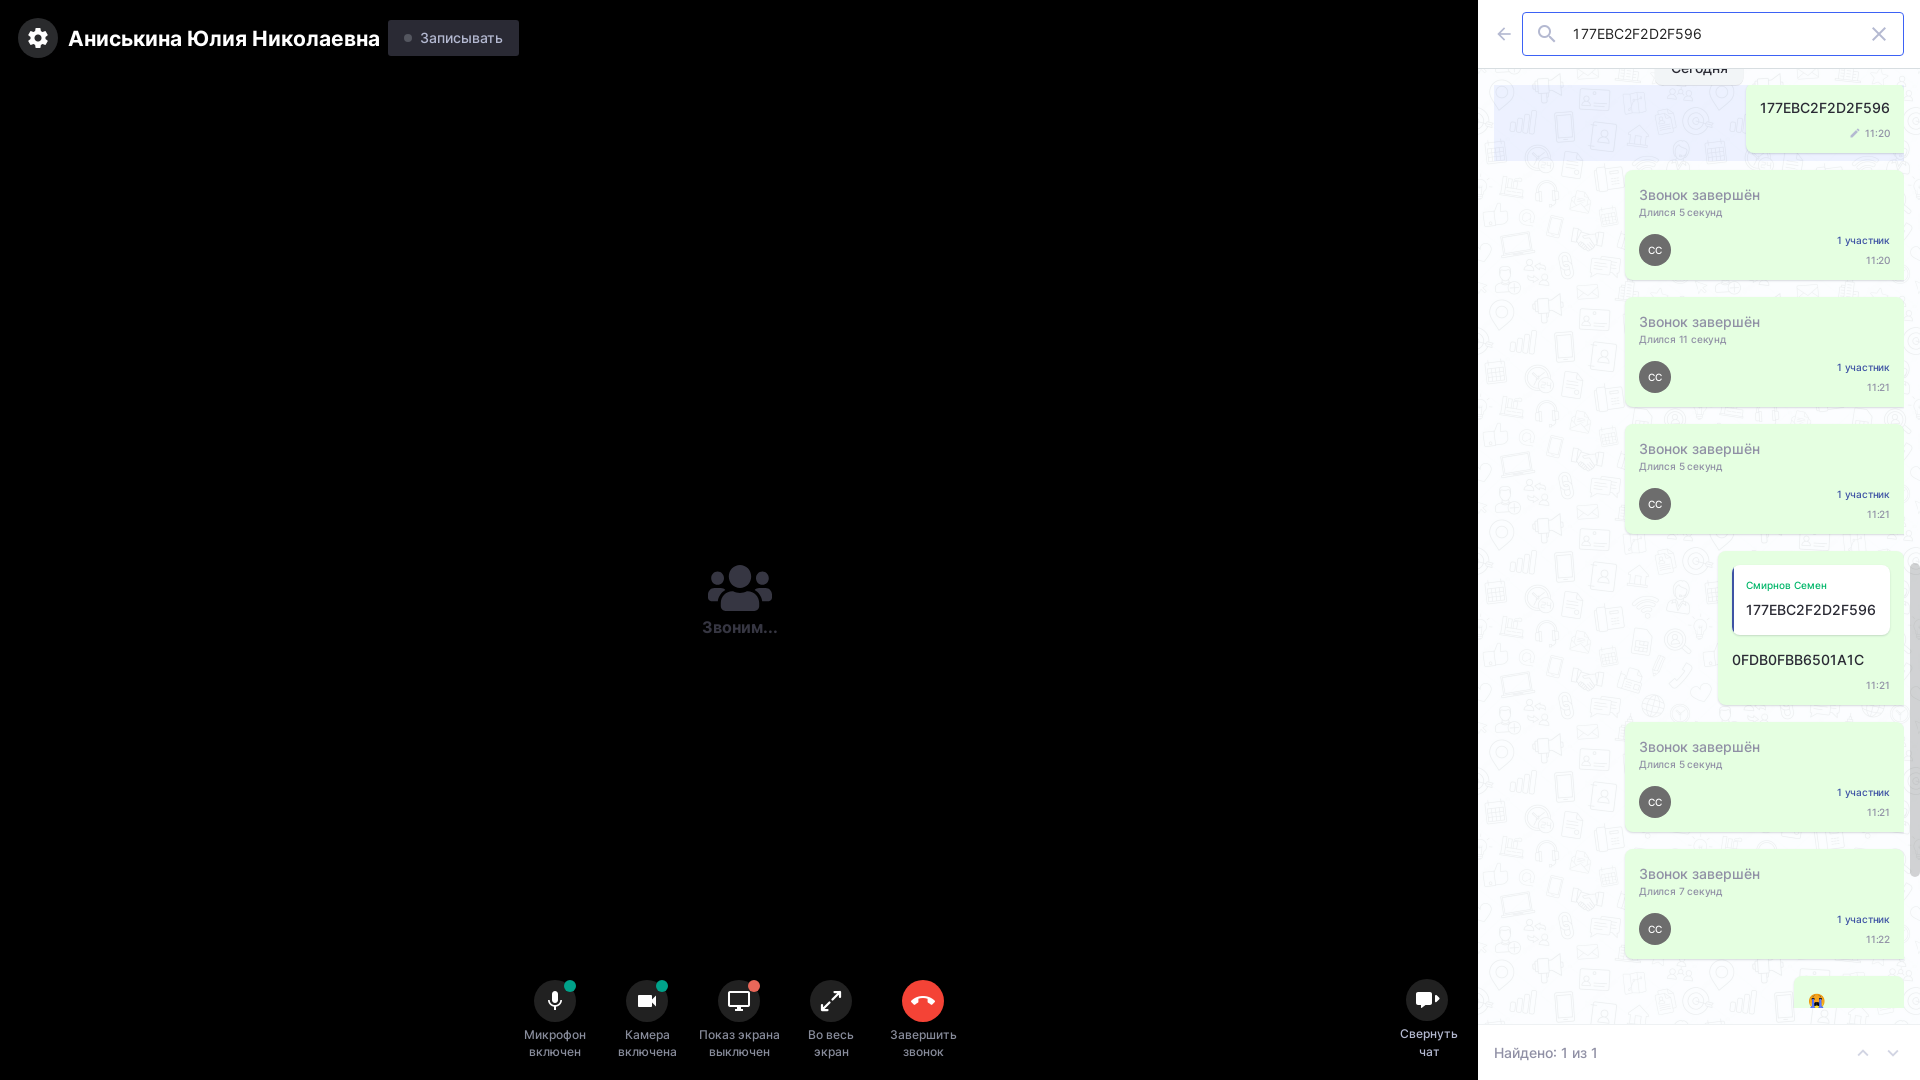 Аниськина Юлия Николаевна
Записывать
Звоним...
Микрофон
включен
Камера
включена
Показ экрана
выключен
Во весь
экран
Завершить
звонок
Свернуть
чат
177EBC2F2D2F596
Сегодня
177EBC2F2D2F596
11:20
Звонок завершён
Длился 5 секунд
1 участник
СС
11:20
Звонок завершён
Длился 11 секунд
1 участник
СС
11:21
Звонок завершён
Длился 5 секунд
1 участник
СС
11:21
Смирнов Семен
177EBC2F2D2F596
0FDB0FBB6501A1C
11:21
Звонок завершён
Длился 5 секунд
1 участник
СС
11:21
Звонок завершён
Длился 7 секунд
1 участник
СС
11:22
Найдено: 1 из 1